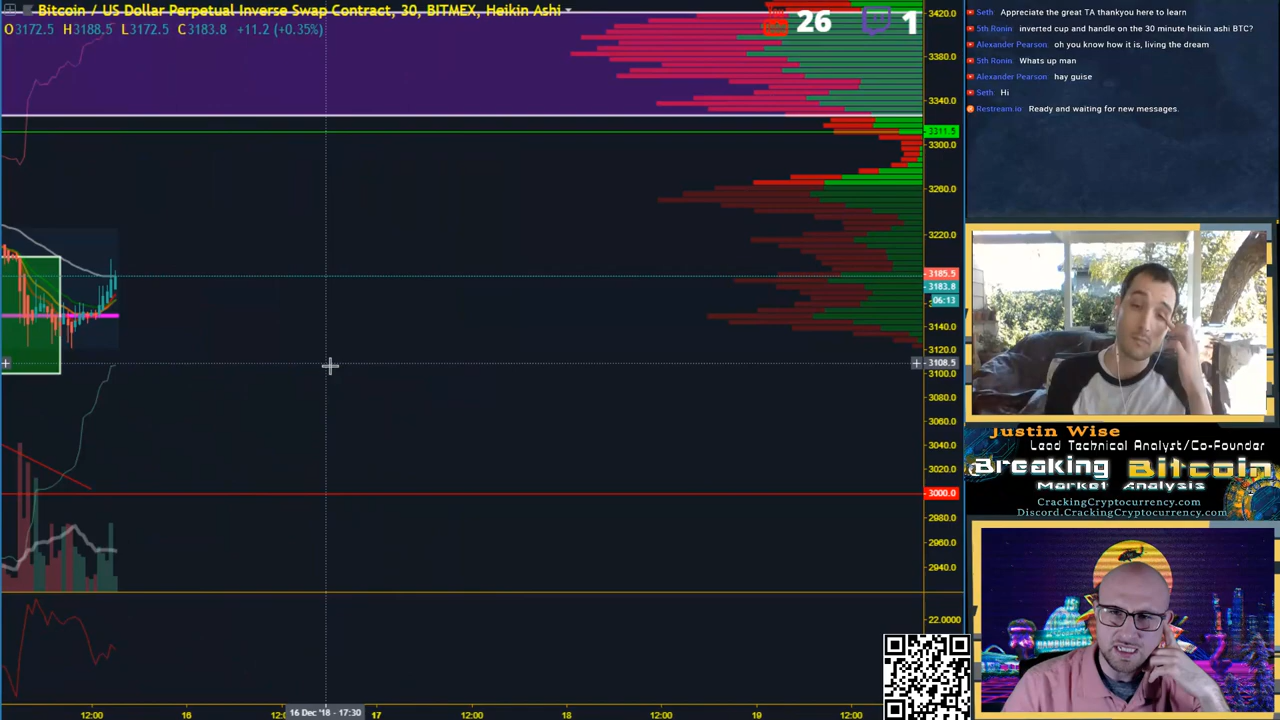 Bitcoin / US Dollar Perpetual Inverse Swap Contract, 30, BITMEX, Heikin Ashi
O3172.5 H3188.5 L3172.5 C3183.8 +11.2 (+0.35%)
26
1
3420.0
3380.0
3340.0
3311.5
3300.0
3260.0
3220.0
3185.5
3183.8
06:13
3140.0
3120.0
3108.5
3100.0
3080.0
3060.0
3040.0
3020.0
3000.0
2980.0
2960.0
2940.0
22.0000
12:00
16
16 Dec '18 - 17:30
17
12:00
18
12:00
19
12:00
Seth Appreciate the great TA thankyou here to learn
5th Ronin inverted cup and handle on the 30 minute heikin ashi BTC?
Alexander Pearson oh you know how it is, living the dream
5th Ronin Whats up man
Alexander Pearson hay guise
Seth Hi
Restream.io Ready and waiting for new messages.
Justin Wise
Lead Technical Analyst/Co-Founder
Breaking Bitcoin
Market Analysis
CrackingCryptocurrency.com
Discord.CrackingCryptocurrency.com